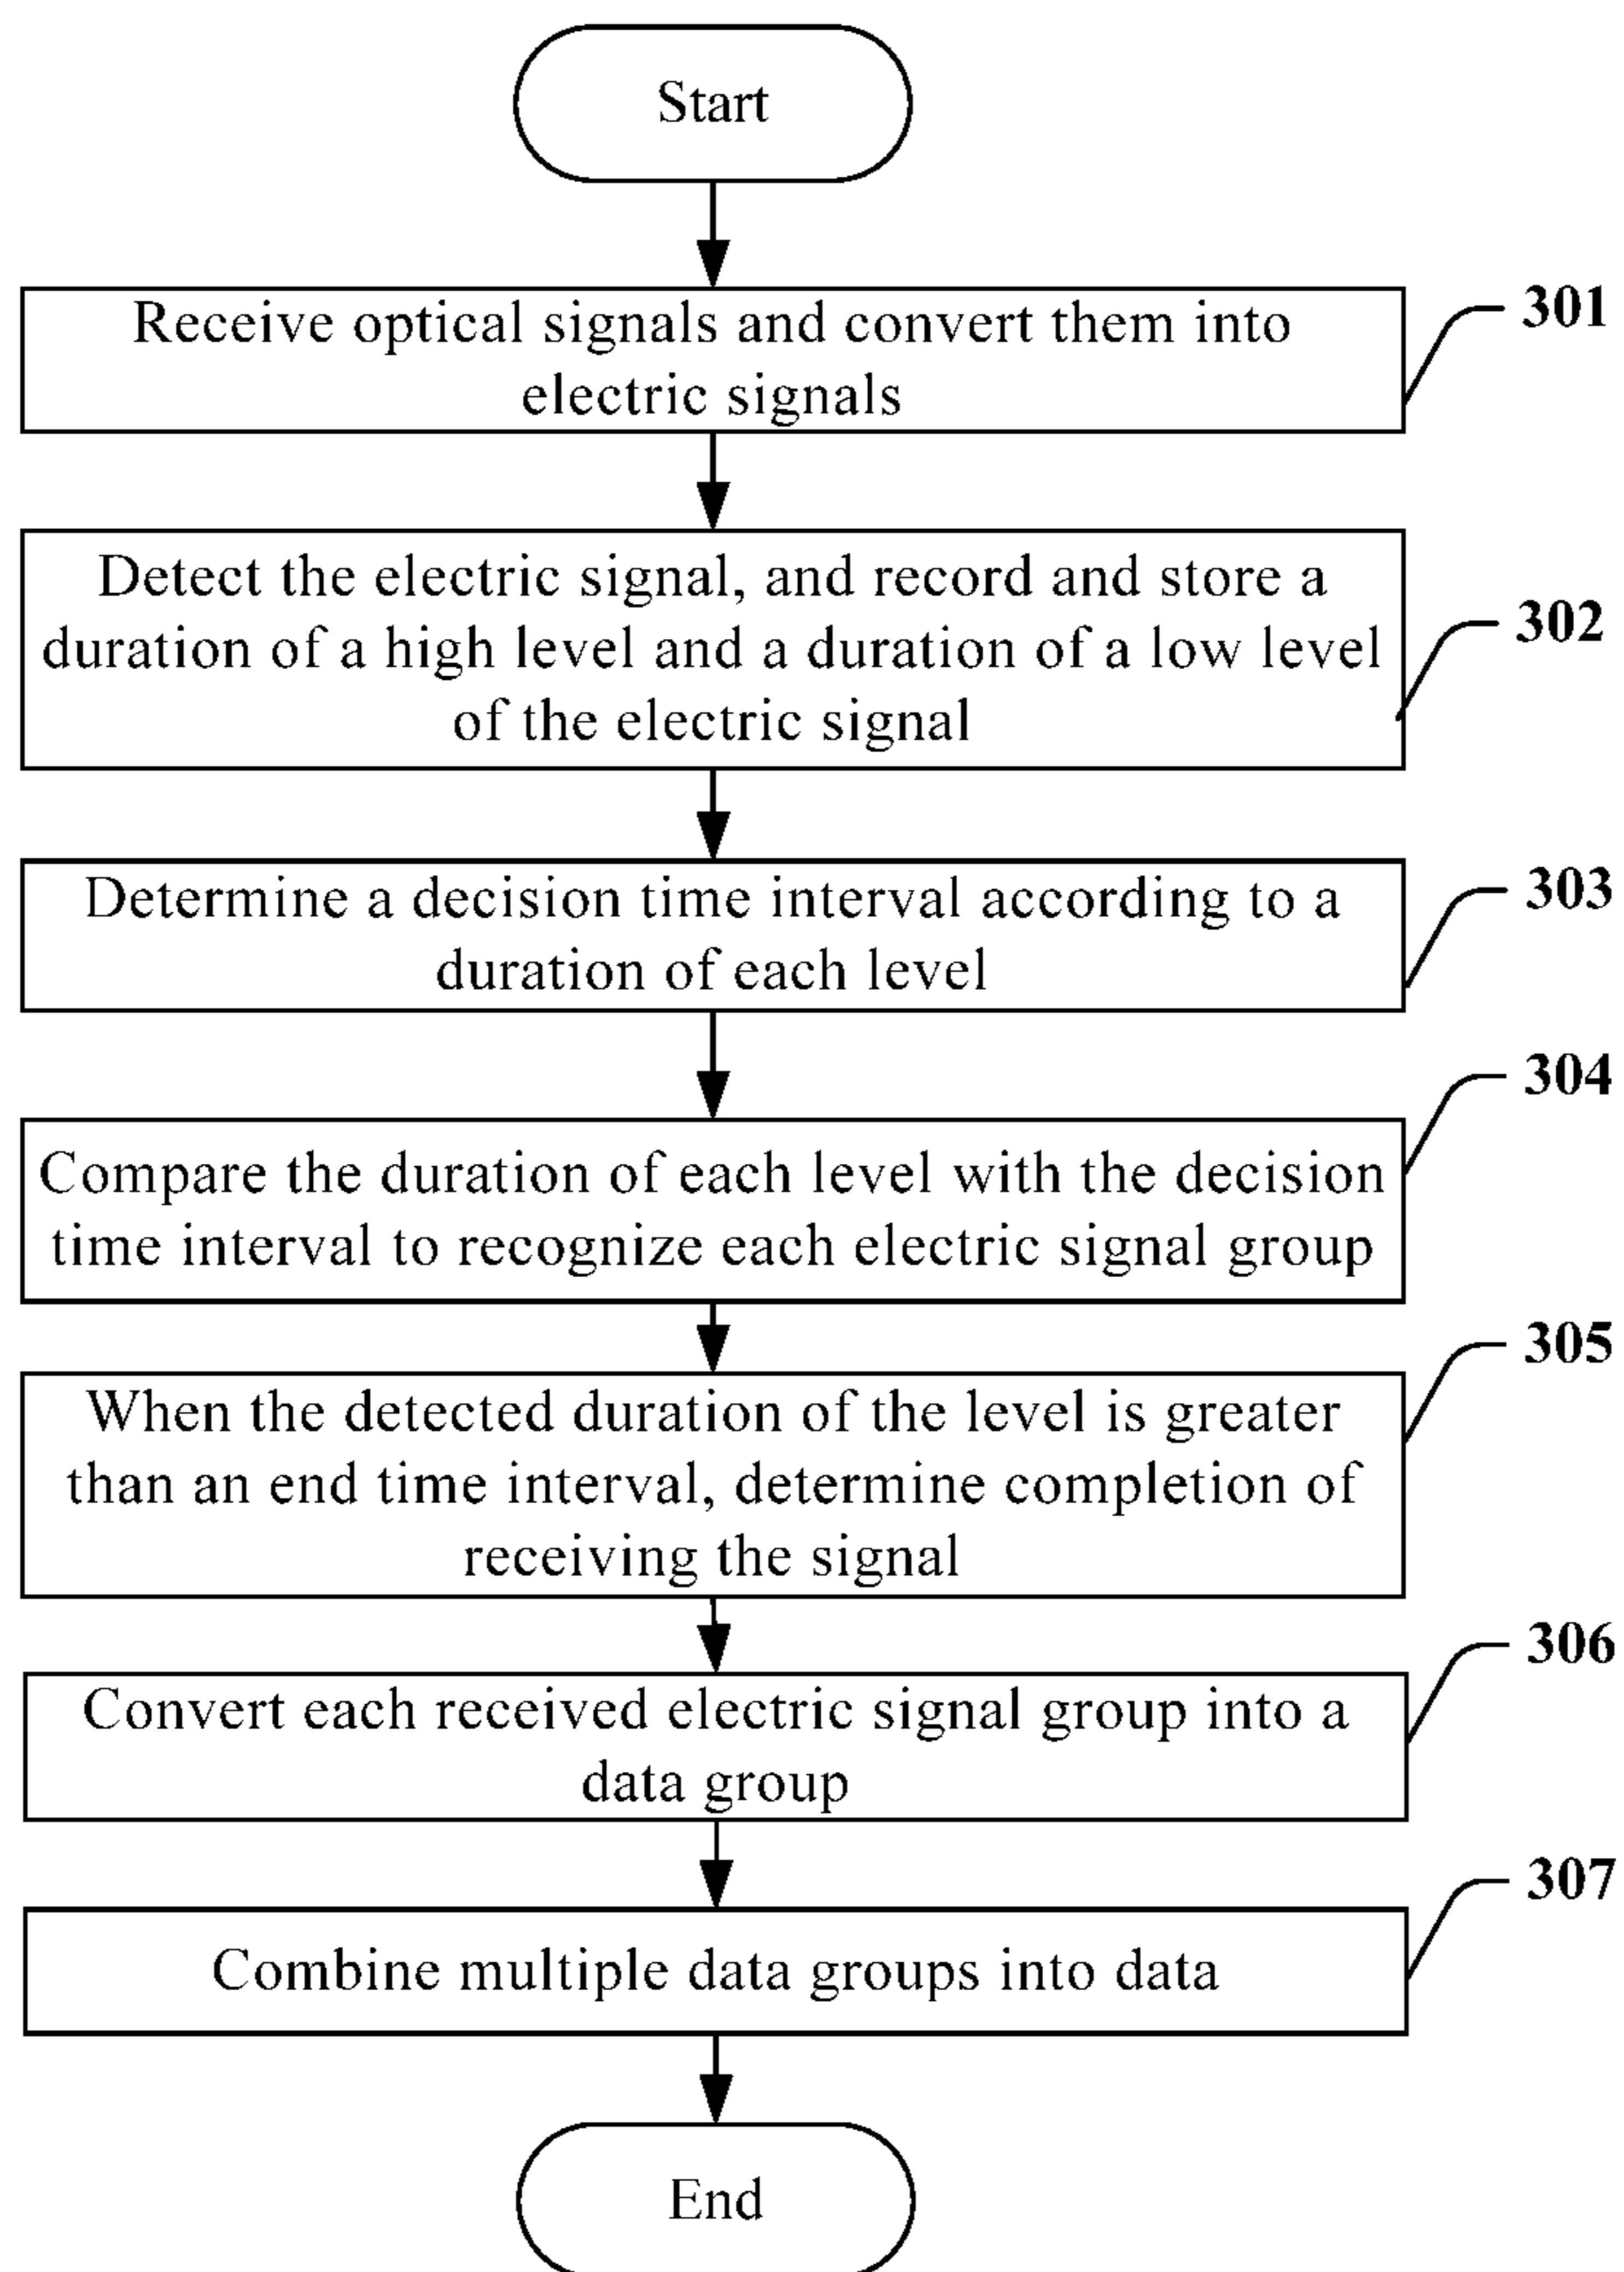 Start
Receive optical signals and convert them into
electric signals
301
Detect the electric signal, and record and store a
duration of a high level and a duration of a low level
of the electric signal
302
Determine a decision time interval according to a
duration of each level
303
Compare the duration of each level with the decision
time interval to recognize each electric signal group
304
When the detected duration of the level is greater
than an end time interval, determine completion of
receiving the signal
305
Convert each received electric signal group into a
data group
306
Combine multiple data groups into data
307
End